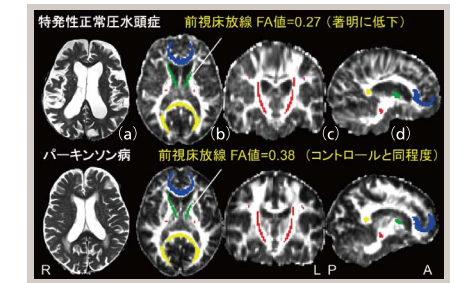 特発性正常圧水頭症
前視床放線 FA値=0.27（著明に低下）
(a) (b) (c) (d)
パーキンソン病
前視床放線 FA値=0.38 （コントロールと同程度）
R L P A